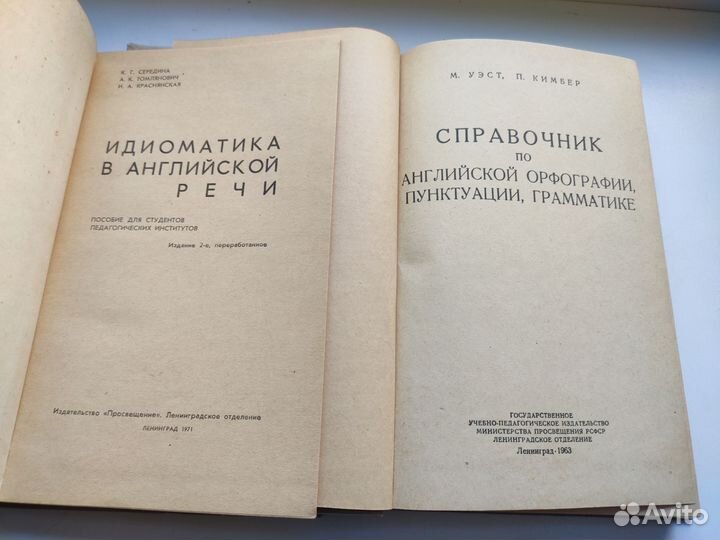 К. Г. СЕРЕДИНА
А. К. ТОМЛЯНОВИЧ
И. А. КРАСНЯНСКАЯ
ИДИОМАТИКА
В АНГЛИЙСКОЙ
РЕЧИ
ПОСОБИЕ ДЛЯ СТУДЕНТОВ
ПЕДАГОГИЧЕСКИХ ИНСТИТУТОВ
Издание 2-е, переработанное
Издательство «Просвещение». Ленинградское отделение
ЛЕНИНГРАД 1971
М. УЭСТ, П. КИМБЕР
СПРАВОЧНИК
ПО
АНГЛИЙСКОЙ ОРФОГРАФИИ,
ПУНКТУАЦИИ, ГРАММАТИКЕ
ГОСУДАРСТВЕННОЕ
УЧЕБНО-ПЕДАГОГИЧЕСКОЕ ИЗДАТЕЛЬСТВО
МИНИСТЕРСТВА ПРОСВЕЩЕНИЯ РСФСР
ЛЕНИНГРАДСКОЕ ОТДЕЛЕНИЕ
Ленинград · 1963
Avito